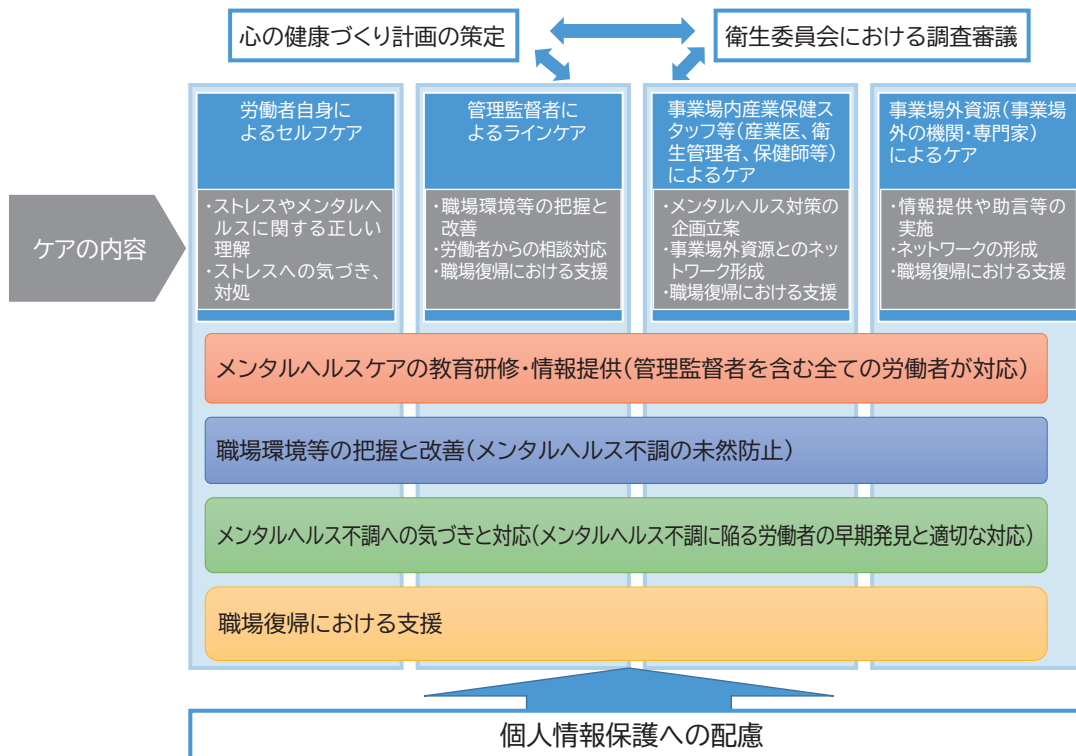 心の健康づくり計画の策定
衛生委員会における調査審議
労働者自身に
よるセルフケア
管理監督者に
よるラインケア
事業場内産業保健ス
タッフ等(産業医、衛
生管理者、保健師等)
によるケア
事業場外資源(事業場
外の機関・専門家)
によるケア
ケアの内容
・ストレスやメンタルヘ
ルスに関する正しい
理解
・ストレスへの気づき、
対処
・職場環境等の把握と
改善
・労働者からの相談対応
・職場復帰における支援
・メンタルヘルス対策の
企画立案
・事業場外資源とのネッ
トワーク形成
・職場復帰における支援
・情報提供や助言等の
実施
・ネットワークの形成
・職場復帰における支援
メンタルヘルスケアの教育研修・情報提供(管理監督者を含む全ての労働者が対応)
職場環境等の把握と改善(メンタルヘルス不調の未然防止)
メンタルヘルス不調への気づきと対応(メンタルヘルス不調に陥る労働者の早期発見と適切な対応)
職場復帰における支援
個人情報保護への配慮